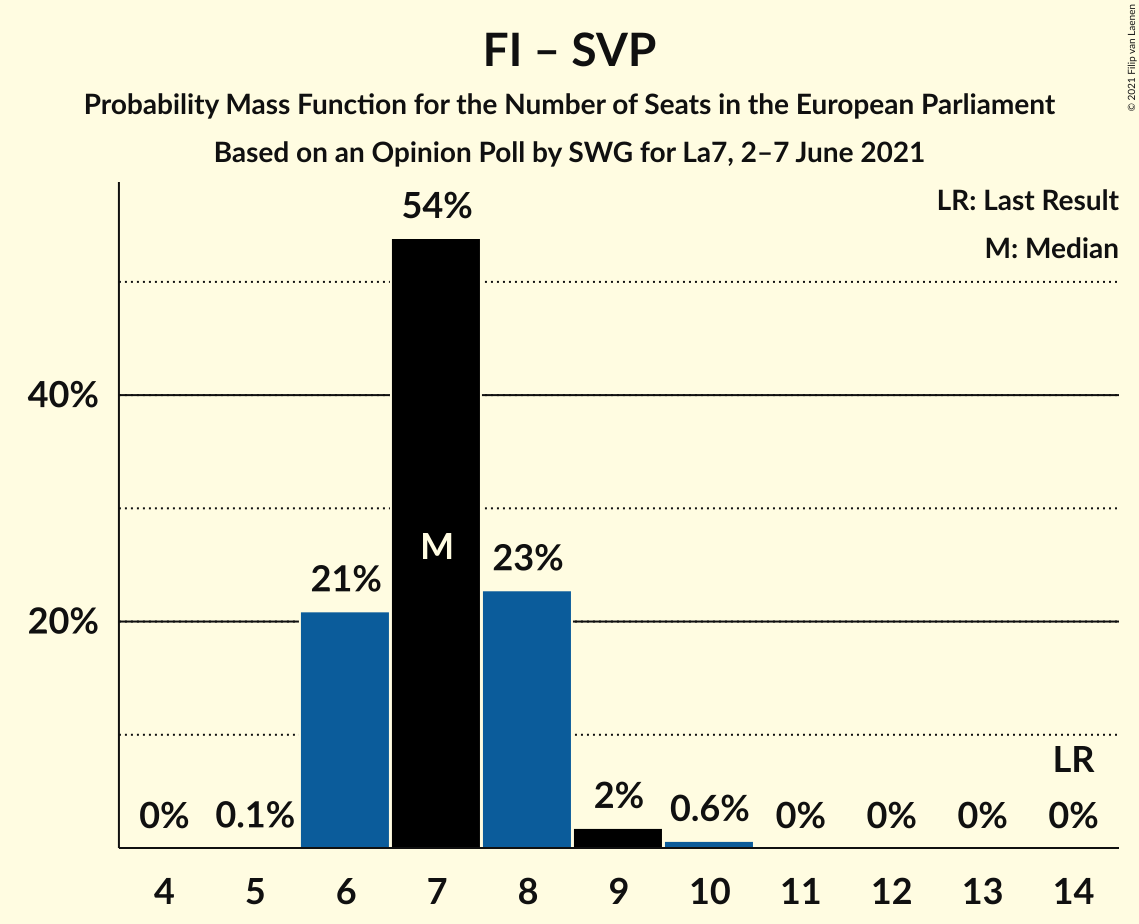 FI – SVP
Probability Mass Function for the Number of Seats in the European Parliament
Based on an Opinion Poll by SWG for La7, 2–7 June 2021
© 2021 Filip van Laenen
LR: Last Result
M: Median
54%
40%
M
23%
21%
20%
LR
0%
0.1%
2%
0.6%
0%
0%
0%
0%
4 5 6 7 8 9 10 11 12 13 14